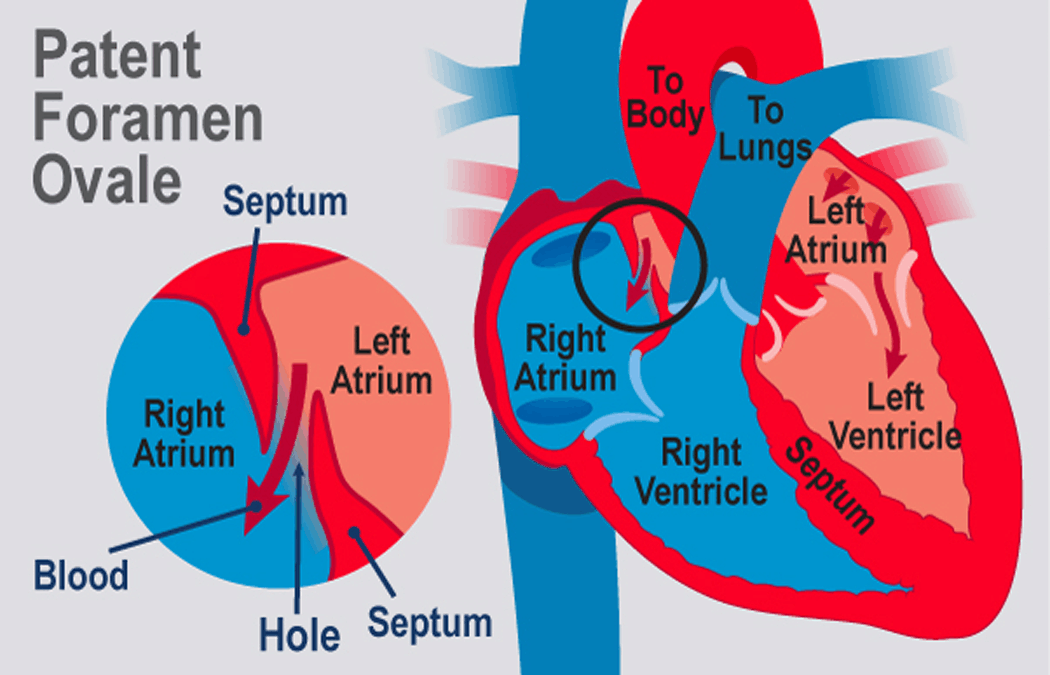 Patent
Foramen
Ovale
Septum
Left
Atrium
Right
Atrium
Blood
Hole
Septum
To
Body
To
Lungs
Left
Atrium
Right
Atrium
Left
Ventricle
Right
Ventricle
Septum